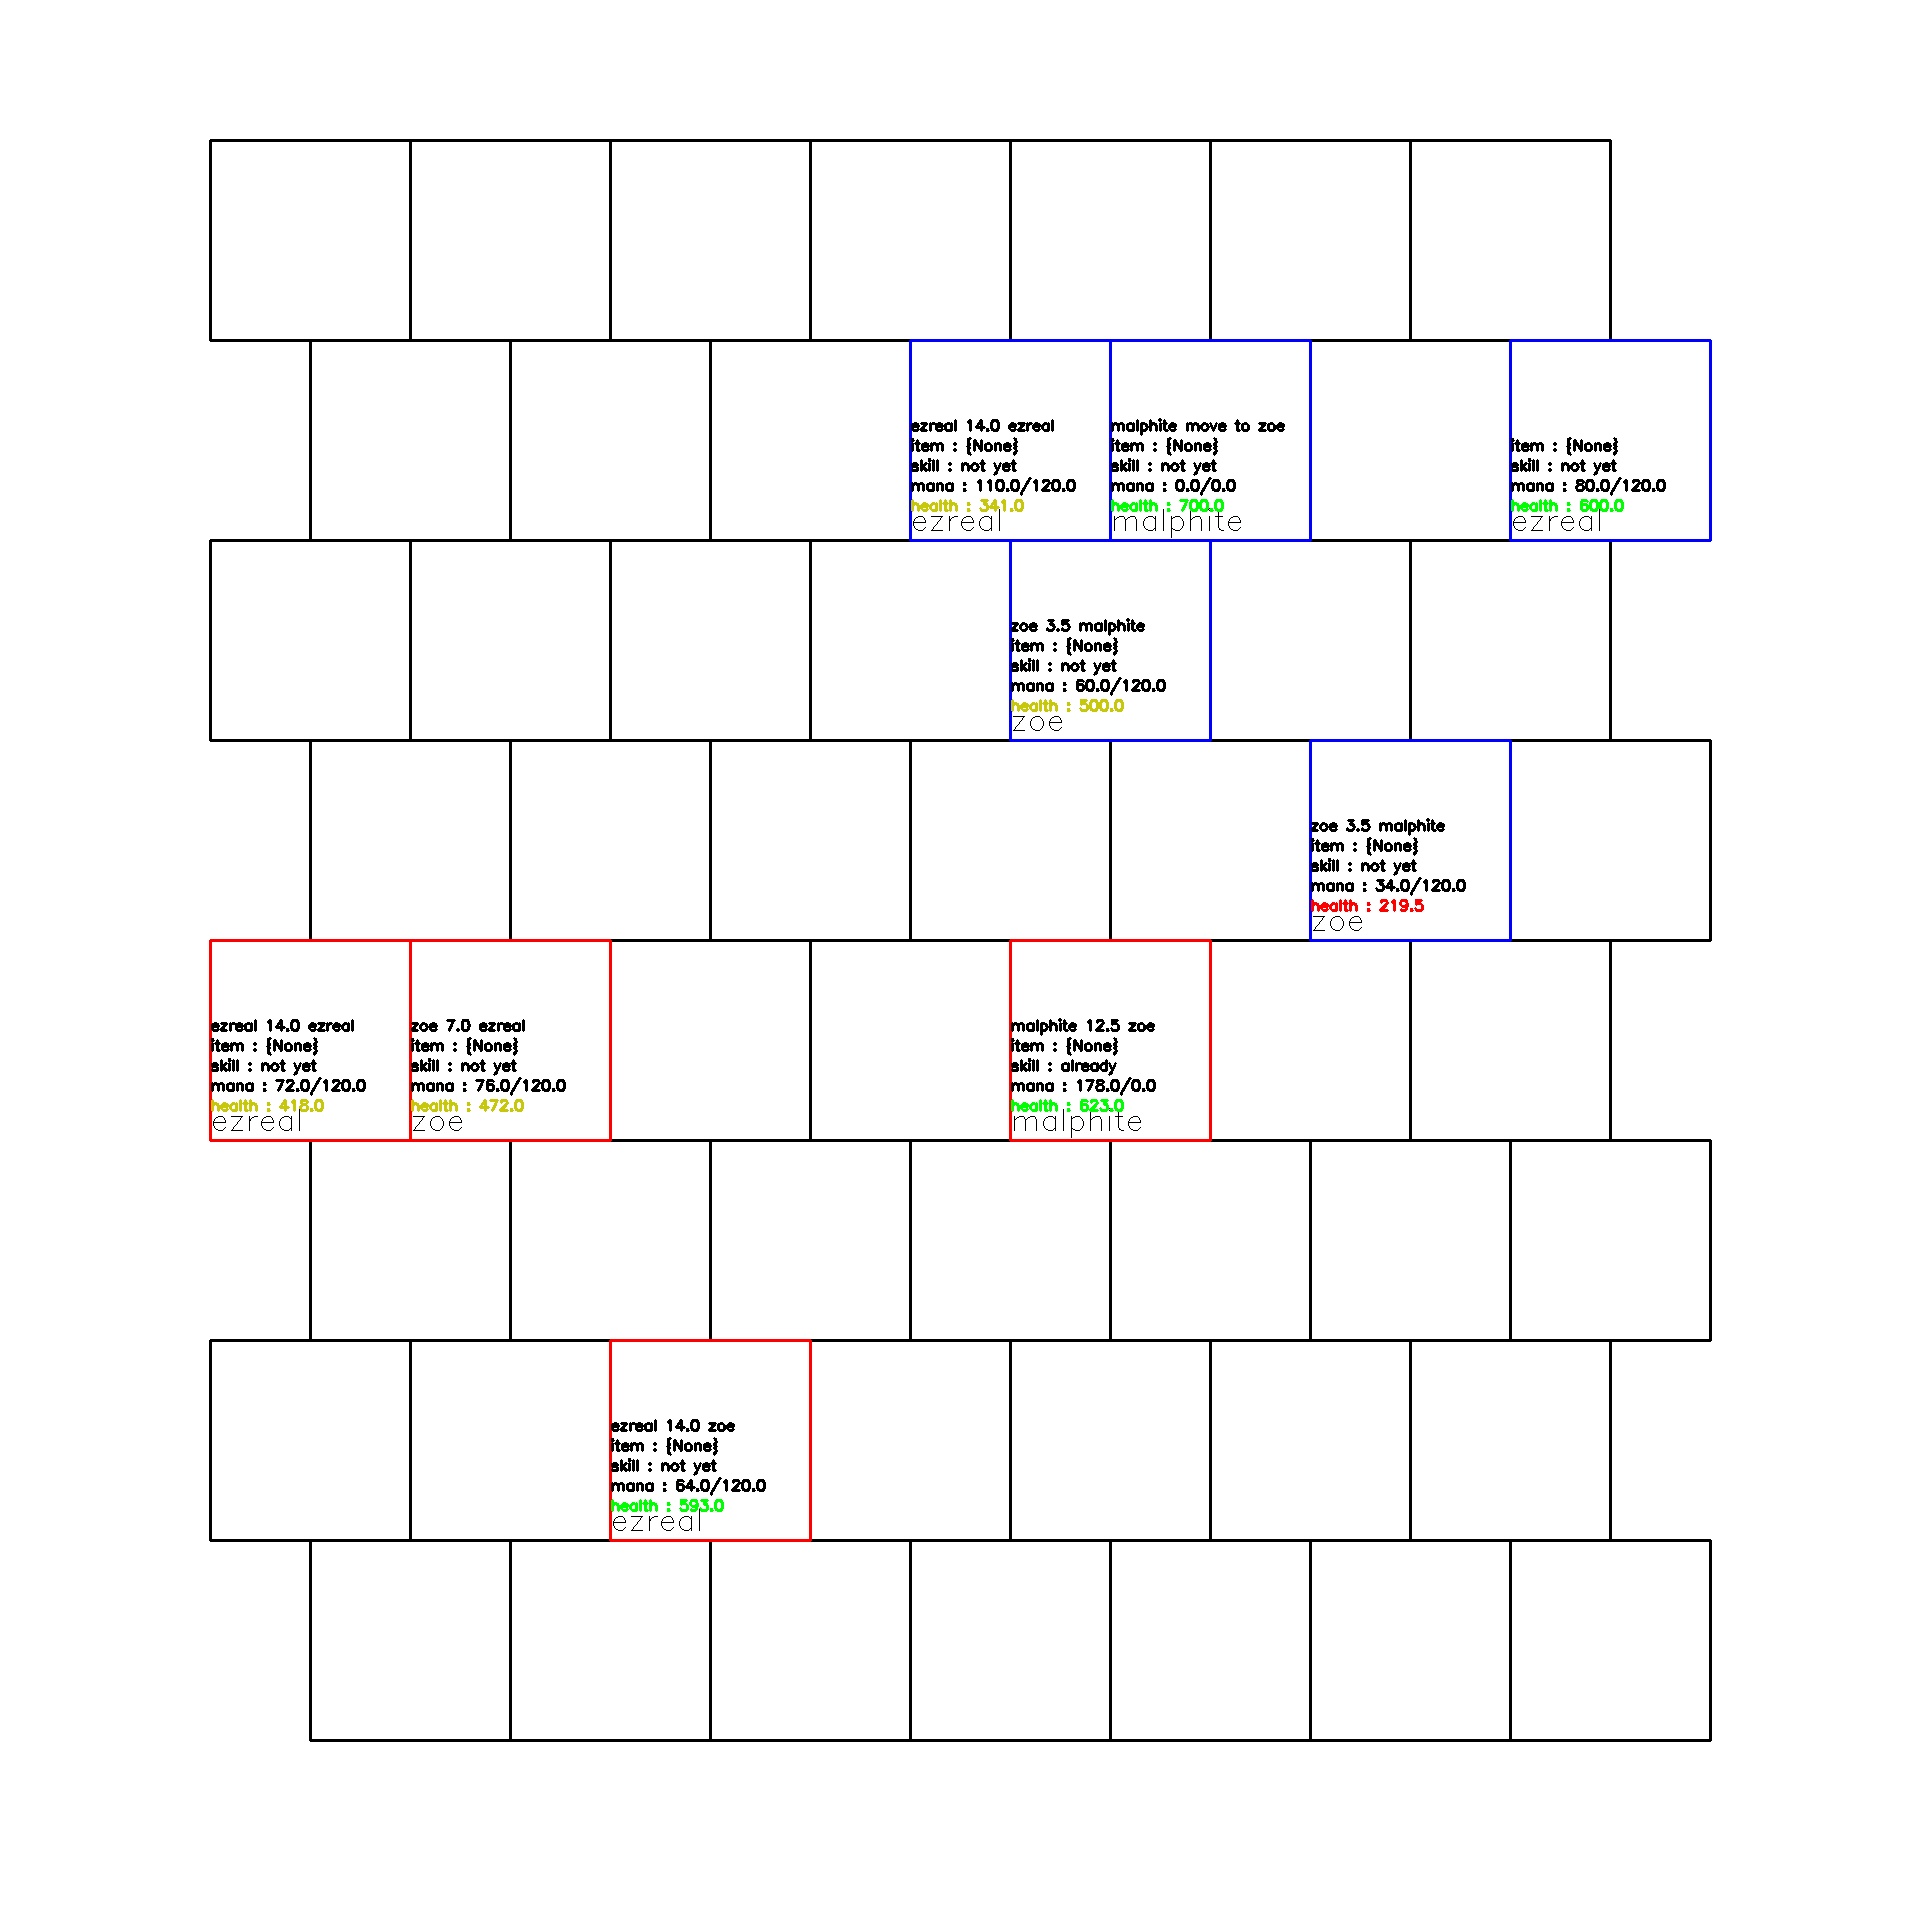 ezreal 14.0 ezreal
item : {None}
skill : not yet
mana : 110.0/120.0
health : 341.0
ezreal
malphite move to zoe
item : {None}
skill : not yet
mana : 0.0/0.0
health : 700.0
malphite
item : {None}
skill : not yet
mana : 80.0/120.0
health : 600.0
ezreal
zoe 3.5 malphite
item : {None}
skill : not yet
mana : 60.0/120.0
health : 500.0
zoe
zoe 3.5 malphite
item : {None}
skill : not yet
mana : 34.0/120.0
health : 219.5
zoe
ezreal 14.0 ezreal
item : {None}
skill : not yet
mana : 72.0/120.0
health : 418.0
ezreal
zoe 7.0 ezreal
item : {None}
skill : not yet
mana : 76.0/120.0
health : 472.0
zoe
malphite 12.5 zoe
item : {None}
skill : already
mana : 178.0/0.0
health : 623.0
malphite
ezreal 14.0 zoe
item : {None}
skill : not yet
mana : 64.0/120.0
health : 593.0
ezreal